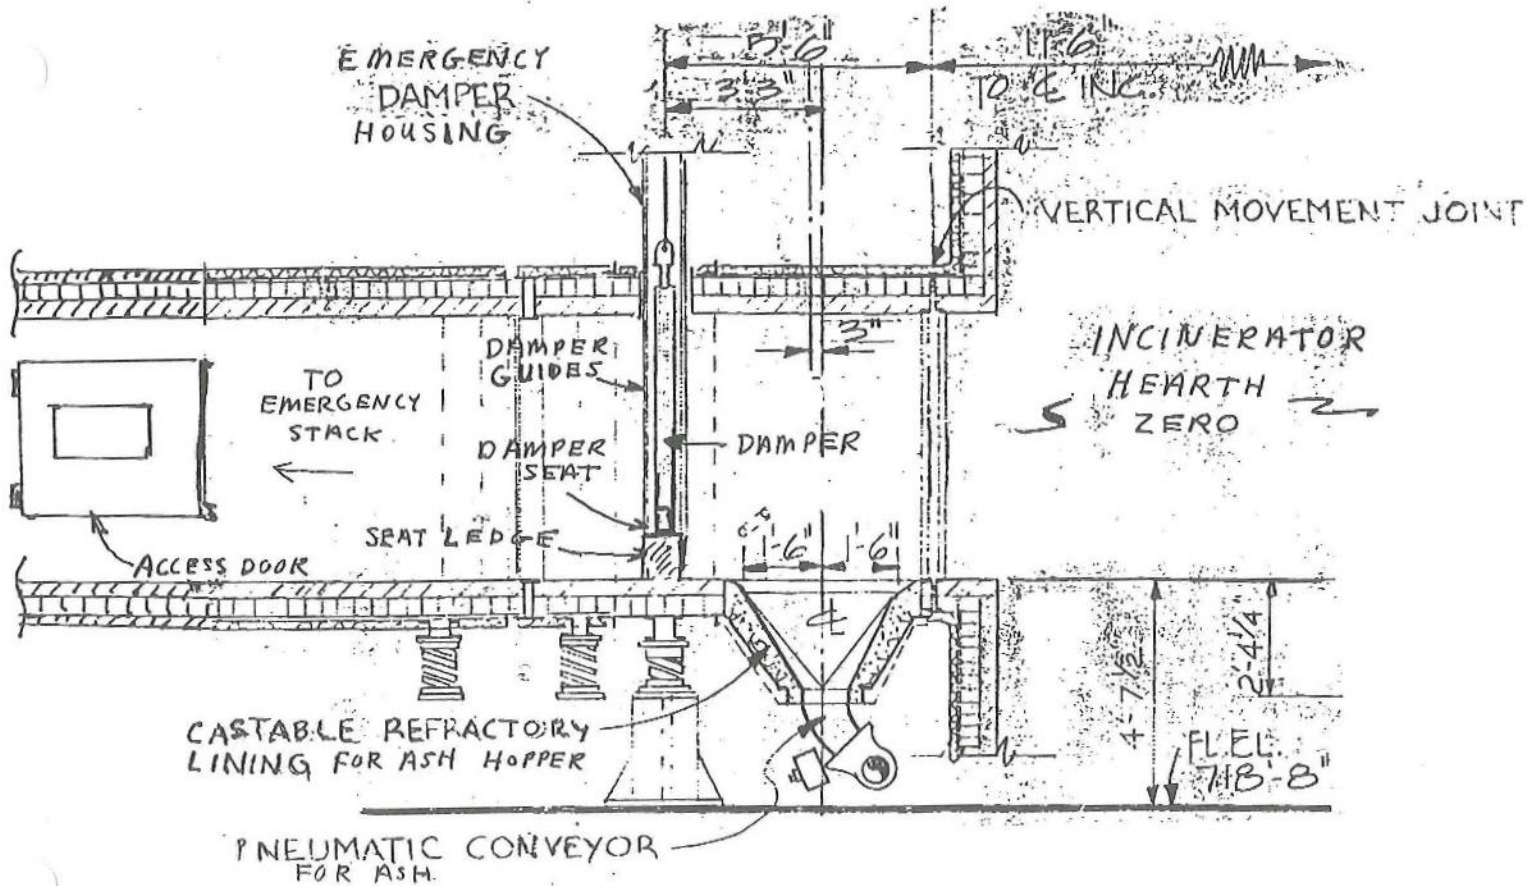 EMERGENCY
DAMPER
HOUSING
5'-6"
11'-6"
TO ℄ INC.
3'-3"
VERTICAL MOVEMENT JOINT
3"
INCINERATOR
HEARTH
ZERO
DAMPER
GUIDES
TO
EMERGENCY
STACK
DAMPER
DAMPER
SEAT
SEAT LEDGE
1'-6"
1'-6"
ACCESS DOOR
℄
4'-7½"
2'-4¼"
CASTABLE REFRACTORY
LINING FOR ASH HOPPER
FL. EL.
718'-8"
PNEUMATIC CONVEYOR
FOR ASH